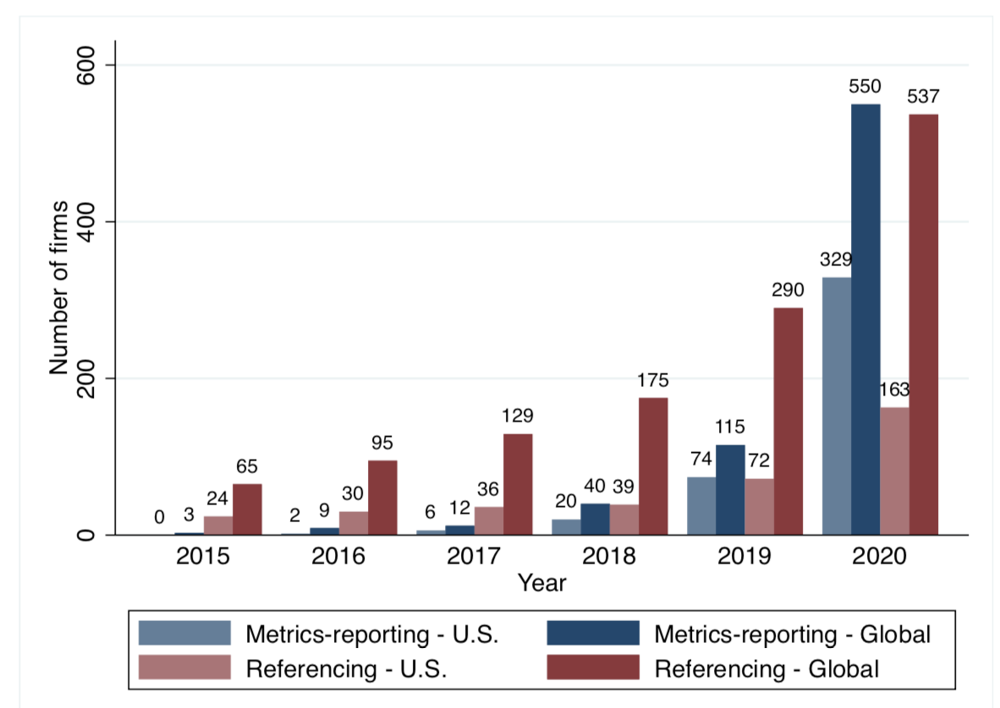 Number of firms
600
400
200
0
0 3 24 65
2 9 30 95
6 12 36 129
20 40 39 175
74 115 72 290
329 550 163 537
2015 2016 2017 2018 2019 2020
Year
Metrics-reporting - U.S. Metrics-reporting - Global
Referencing - U.S. Referencing - Global